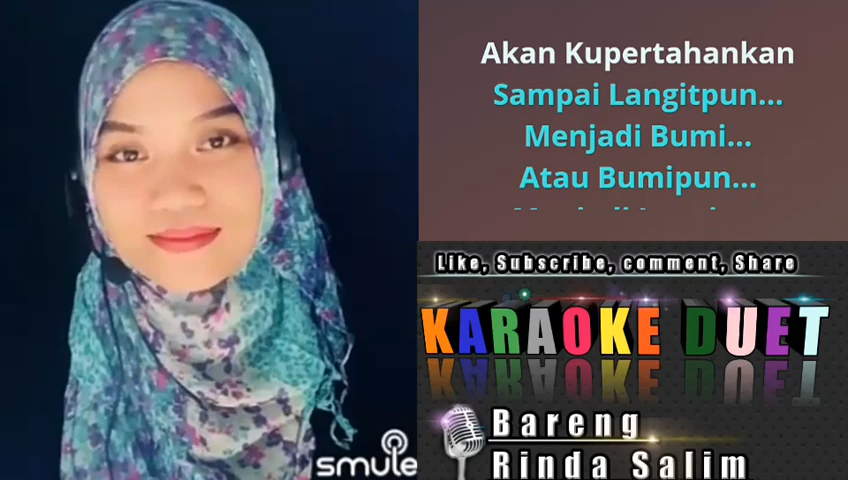 Akan Kupertahankan
Sampai Langitpun...
Menjadi Bumi...
Atau Bumipun...
Like, Subscribe, comment, Share
KARAOKE DUET
Bareng
Rinda Salim
smule